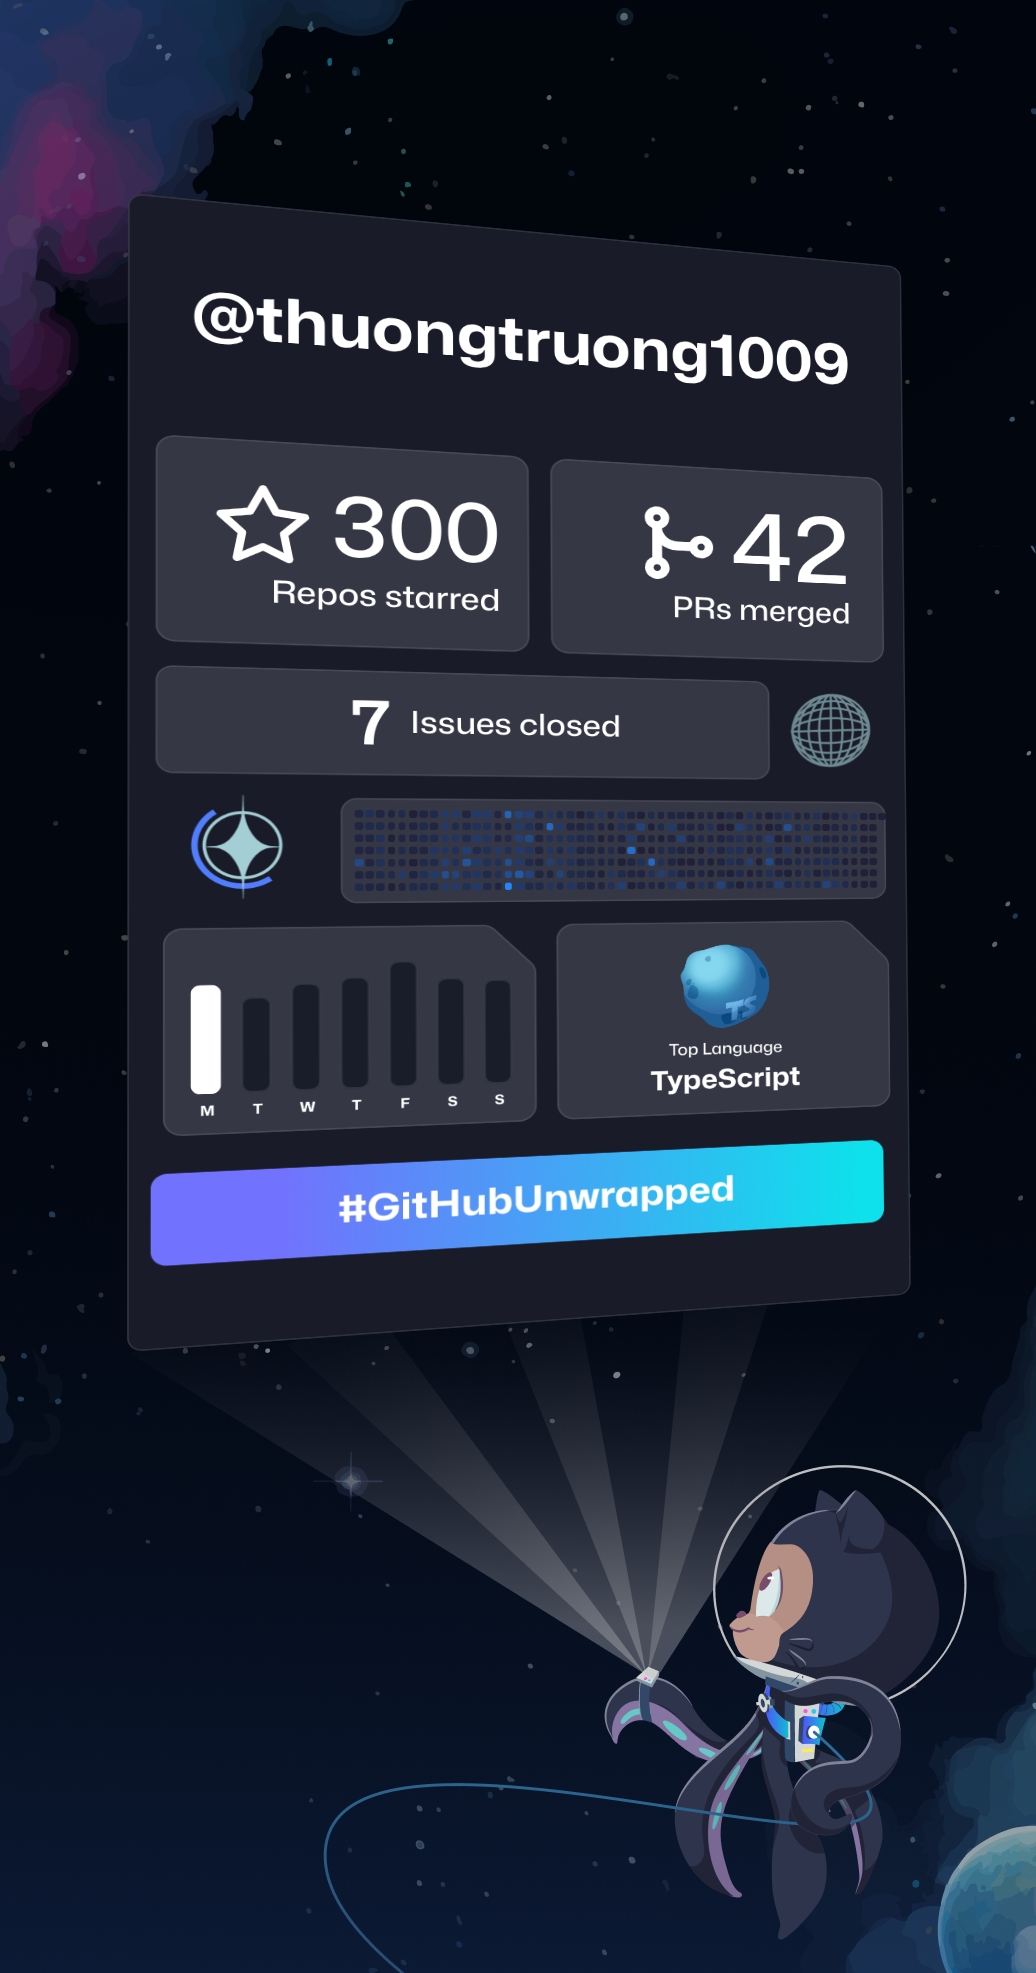 @thuongtruong1009
300
Repos starred
42
PRs merged
7 Issues closed
M T W T F S S
TS
Top Language
TypeScript
#GitHubUnwrapped